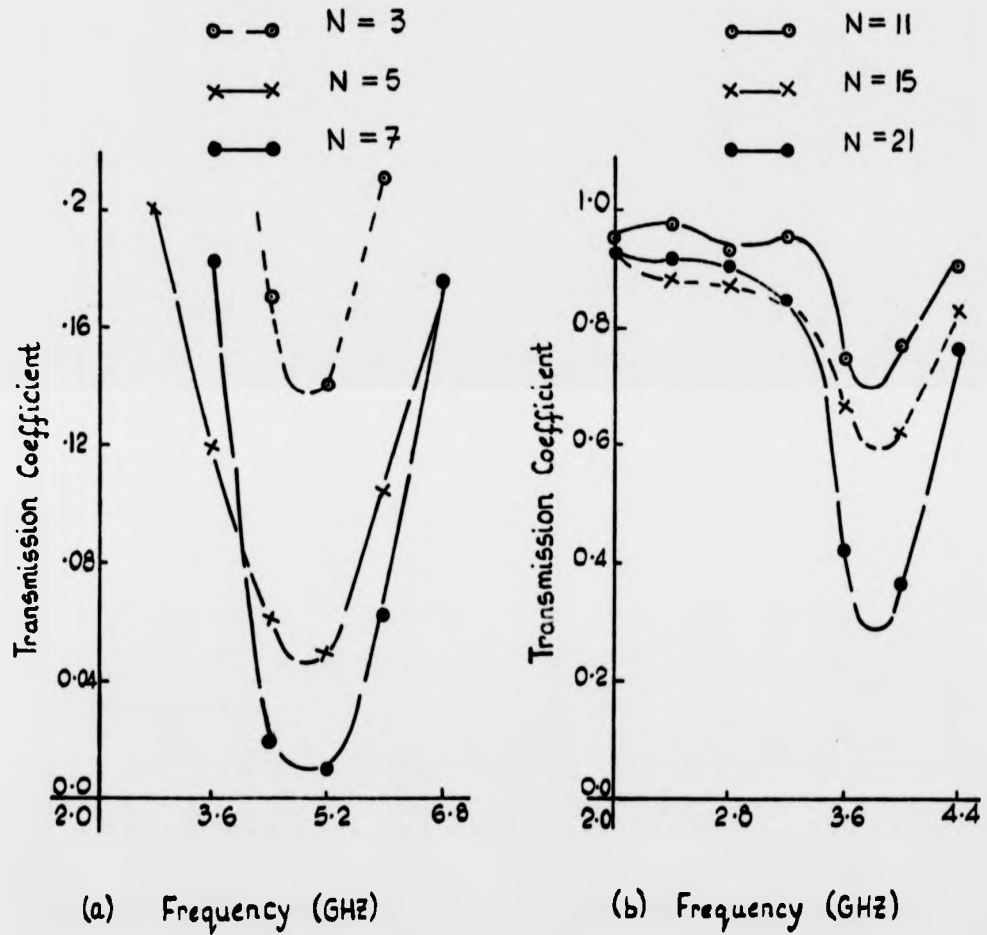 N = 3
N = 5
N = 7
Transmission Coefficient
.2
.16
.12
.08
0.04
0.0
2.0
3.6
5.2
6.8
(a) Frequency (GHZ)
N = 11
N = 15
N = 21
Transmission Coefficient
1.0
0.8
0.6
0.4
0.2
0.0
2.0
2.8
3.6
4.4
(b) Frequency (GHZ)